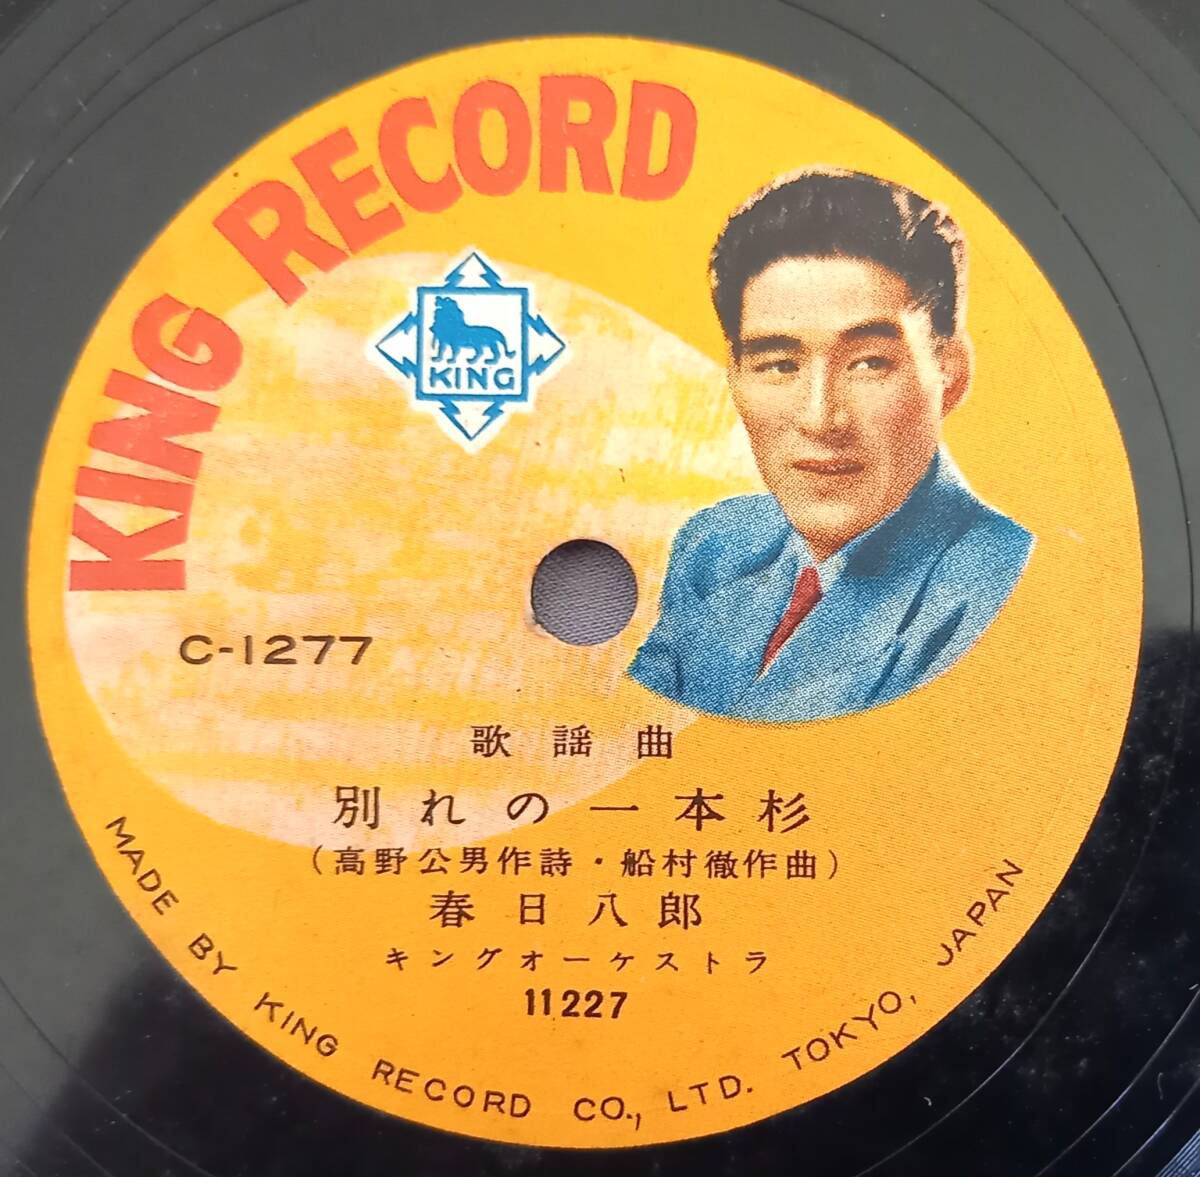 KING RECORD
KING
C-1277
歌謡曲
別れの一本杉
(高野公男作詩・船村徹作曲)
春日八郎
キングオーケストラ
11227
MADE BY KING RECORD CO., LTD. TOKYO, JAPAN